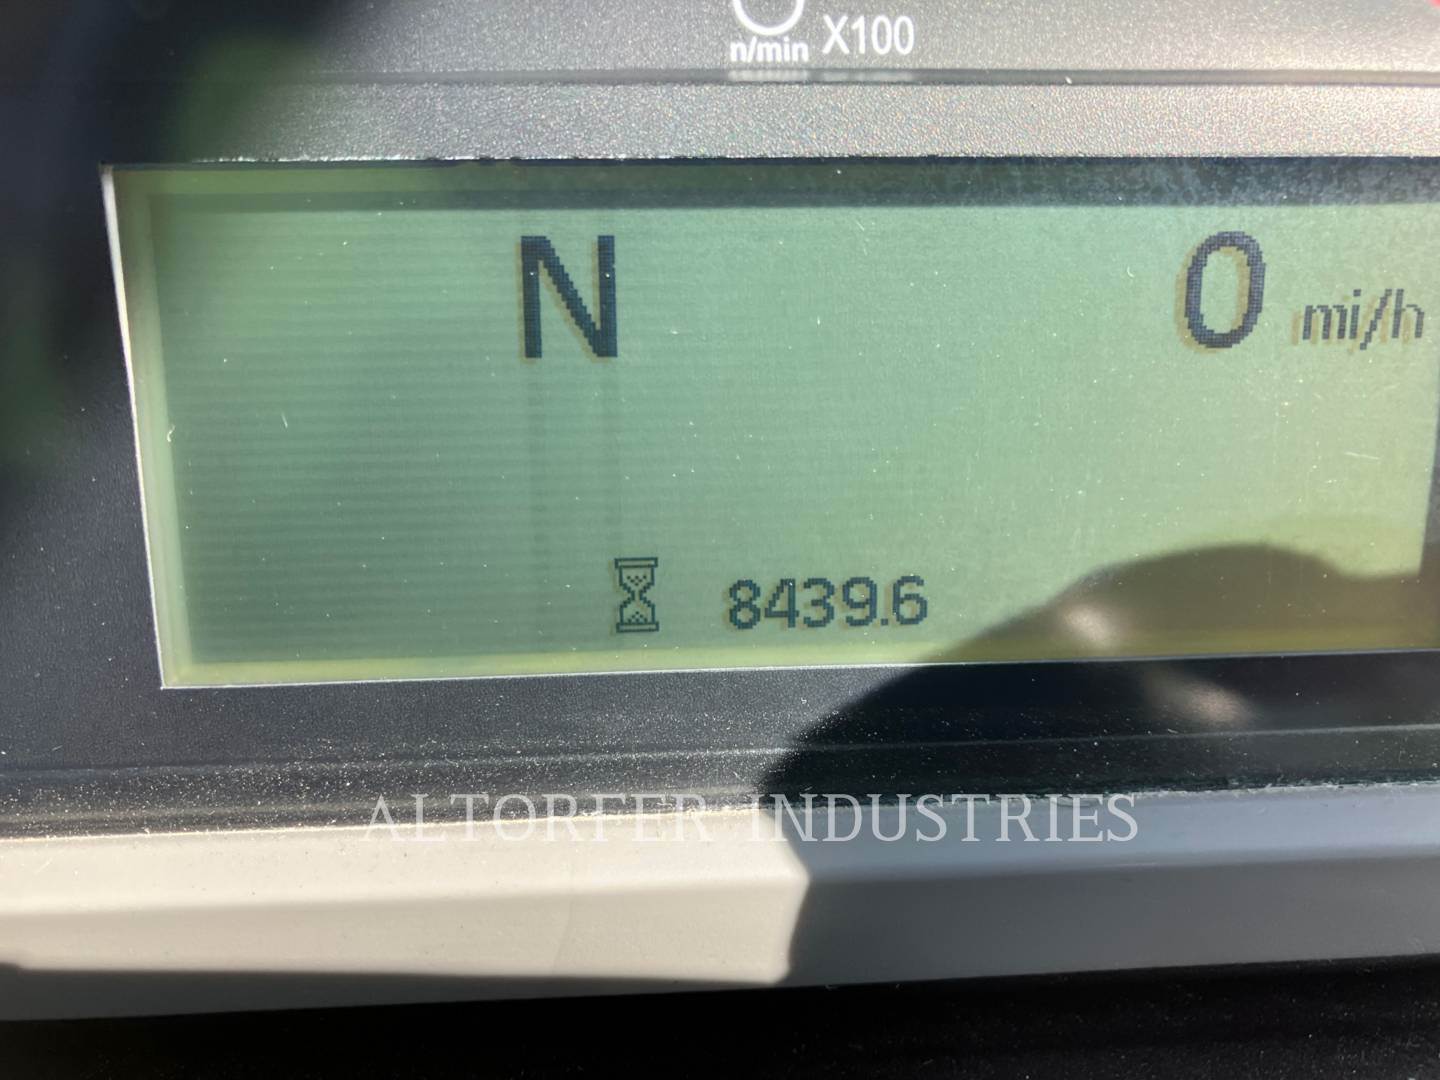 n/min X100
N 0 mi/h
8439.6
ALTORFER INDUSTRIES